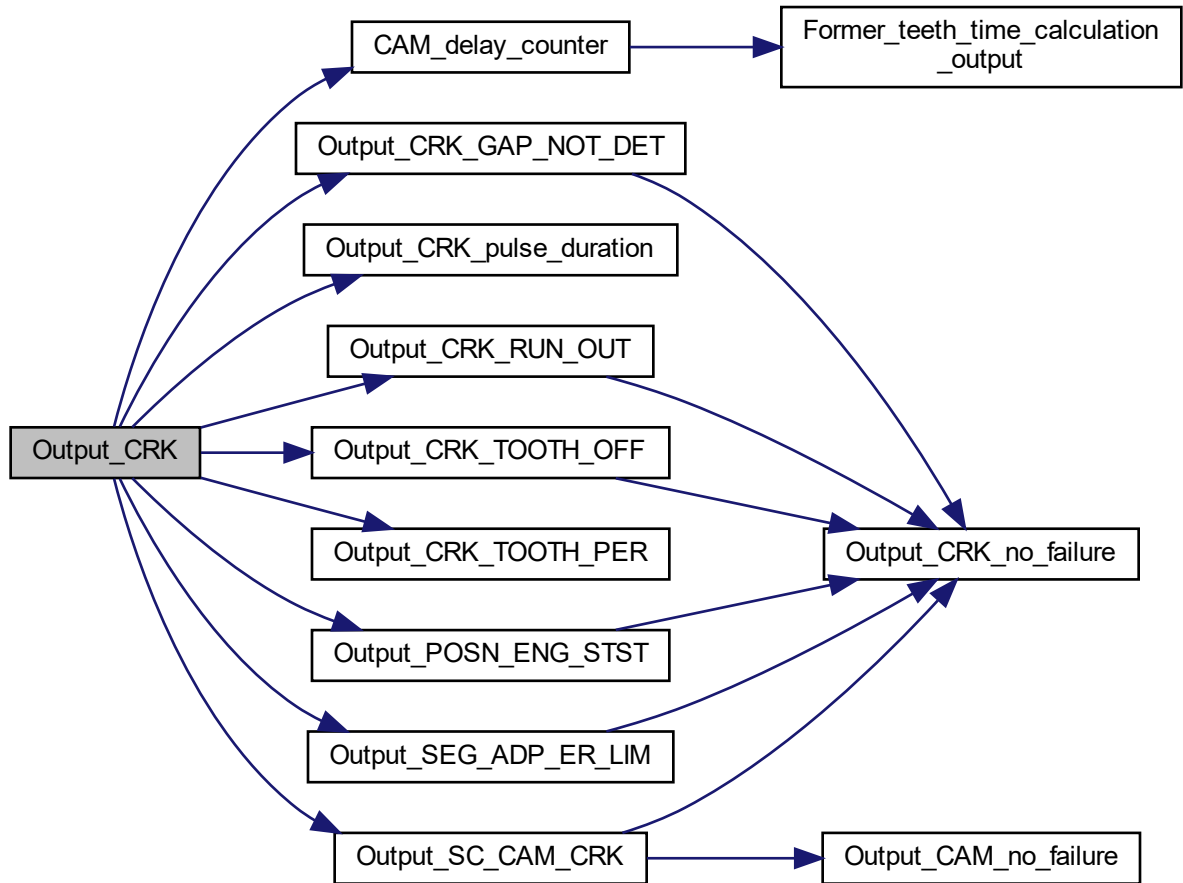 CAM_delay_counter
Former_teeth_time_calculation
_output
Output_CRK_GAP_NOT_DET
Output_CRK_pulse_duration
Output_CRK_RUN_OUT
Output_CRK
Output_CRK_TOOTH_OFF
Output_CRK_TOOTH_PER
Output_CRK_no_failure
Output_POSN_ENG_STST
Output_SEG_ADP_ER_LIM
Output_SC_CAM_CRK
Output_CAM_no_failure